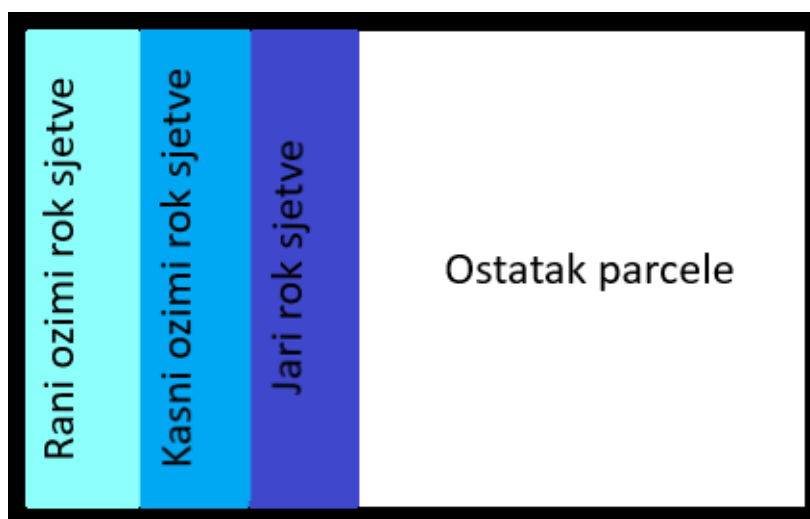 Rani ozimi rok sjetve
Kasni ozimi rok sjetve
Jari rok sjetve
Ostatak parcele